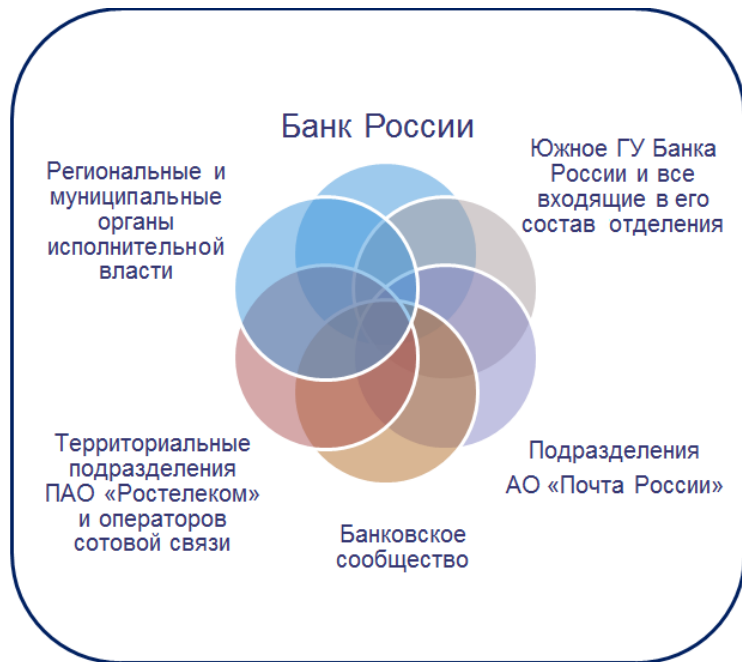 Банк России
Южное ГУ Банка
России и все
входящие в его
состав отделения
Подразделения
АО «Почта России»
Банковское
сообщество
Территориальные
подразделения
ПАО «Ростелеком»
и операторов
сотовой связи
Региональные и
муниципальные
органы
исполнительной
власти